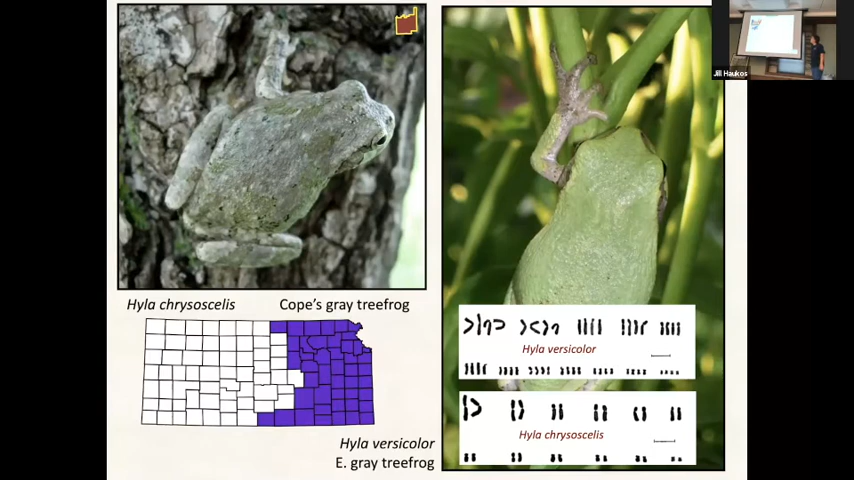 Jill Haukos
Hyla chrysoscelis Cope's gray treefrog
Hyla versicolor
E. gray treefrog
Hyla versicolor
Hyla chrysoscelis